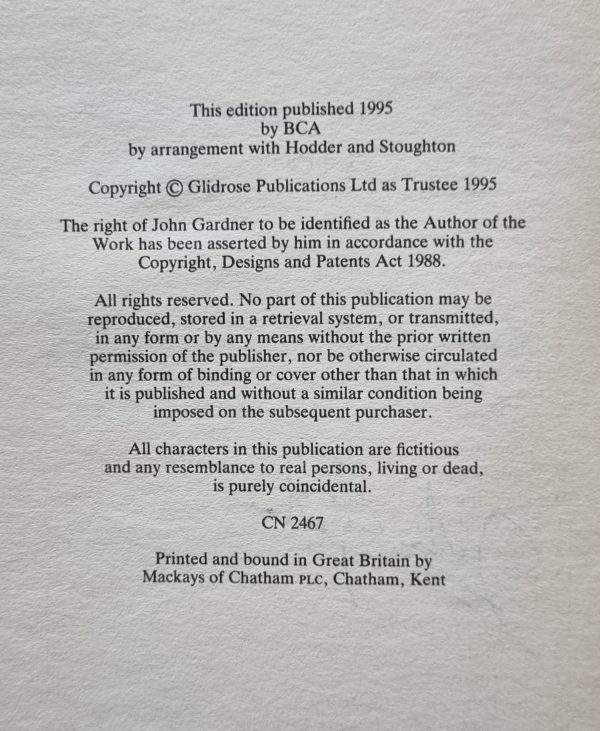 This edition published 1995
by BCA
by arrangement with Hodder and Stoughton
Copyright © Glidrose Publications Ltd as Trustee 1995
The right of John Gardner to be identified as the Author of the
Work has been asserted by him in accordance with the
Copyright, Designs and Patents Act 1988.
All rights reserved. No part of this publication may be
reproduced, stored in a retrieval system, or transmitted,
in any form or by any means without the prior written
permission of the publisher, nor be otherwise circulated
in any form of binding or cover other than that in which
it is published and without a similar condition being
imposed on the subsequent purchaser.
All characters in this publication are fictitious
and any resemblance to real persons, living or dead,
is purely coincidental.
CN 2467
Printed and bound in Great Britain by
Mackays of Chatham PLC, Chatham, Kent